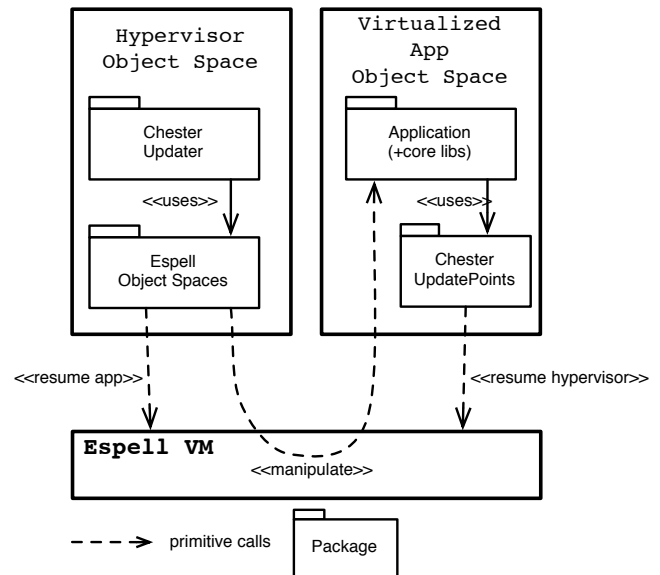 Hypervisor
Object Space
Virtualized
App
Object Space
Chester
Updater
Application
(+core libs)
<<uses>>
<<uses>>
Espell
Object Spaces
Chester
UpdatePoints
<<resume app>>
<<resume hypervisor>>
Espell VM
<<manipulate>>
primitive calls
Package